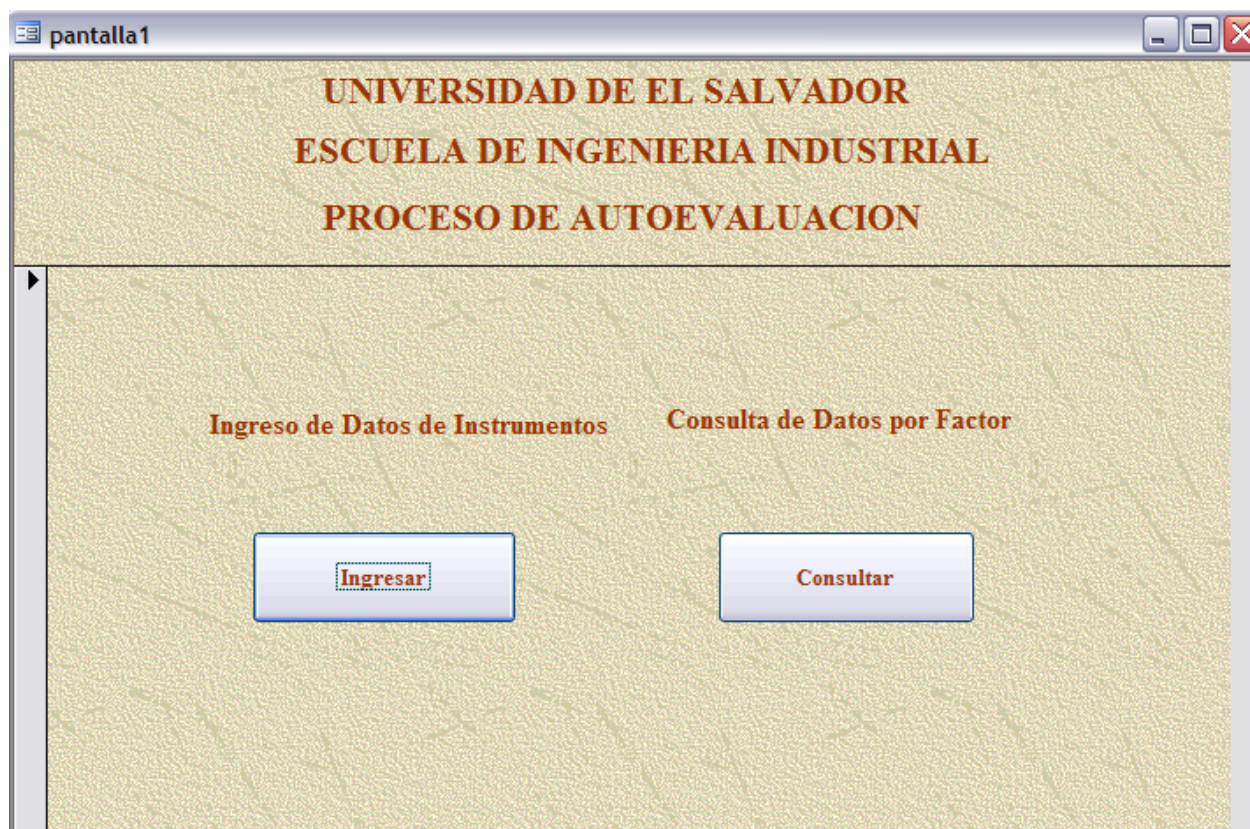 pantalla1
UNIVERSIDAD DE EL SALVADOR
ESCUELA DE INGENIERIA INDUSTRIAL
PROCESO DE AUTOEVALUACION
Ingreso de Datos de Instrumentos
Consulta de Datos por Factor
Ingresar
Consultar